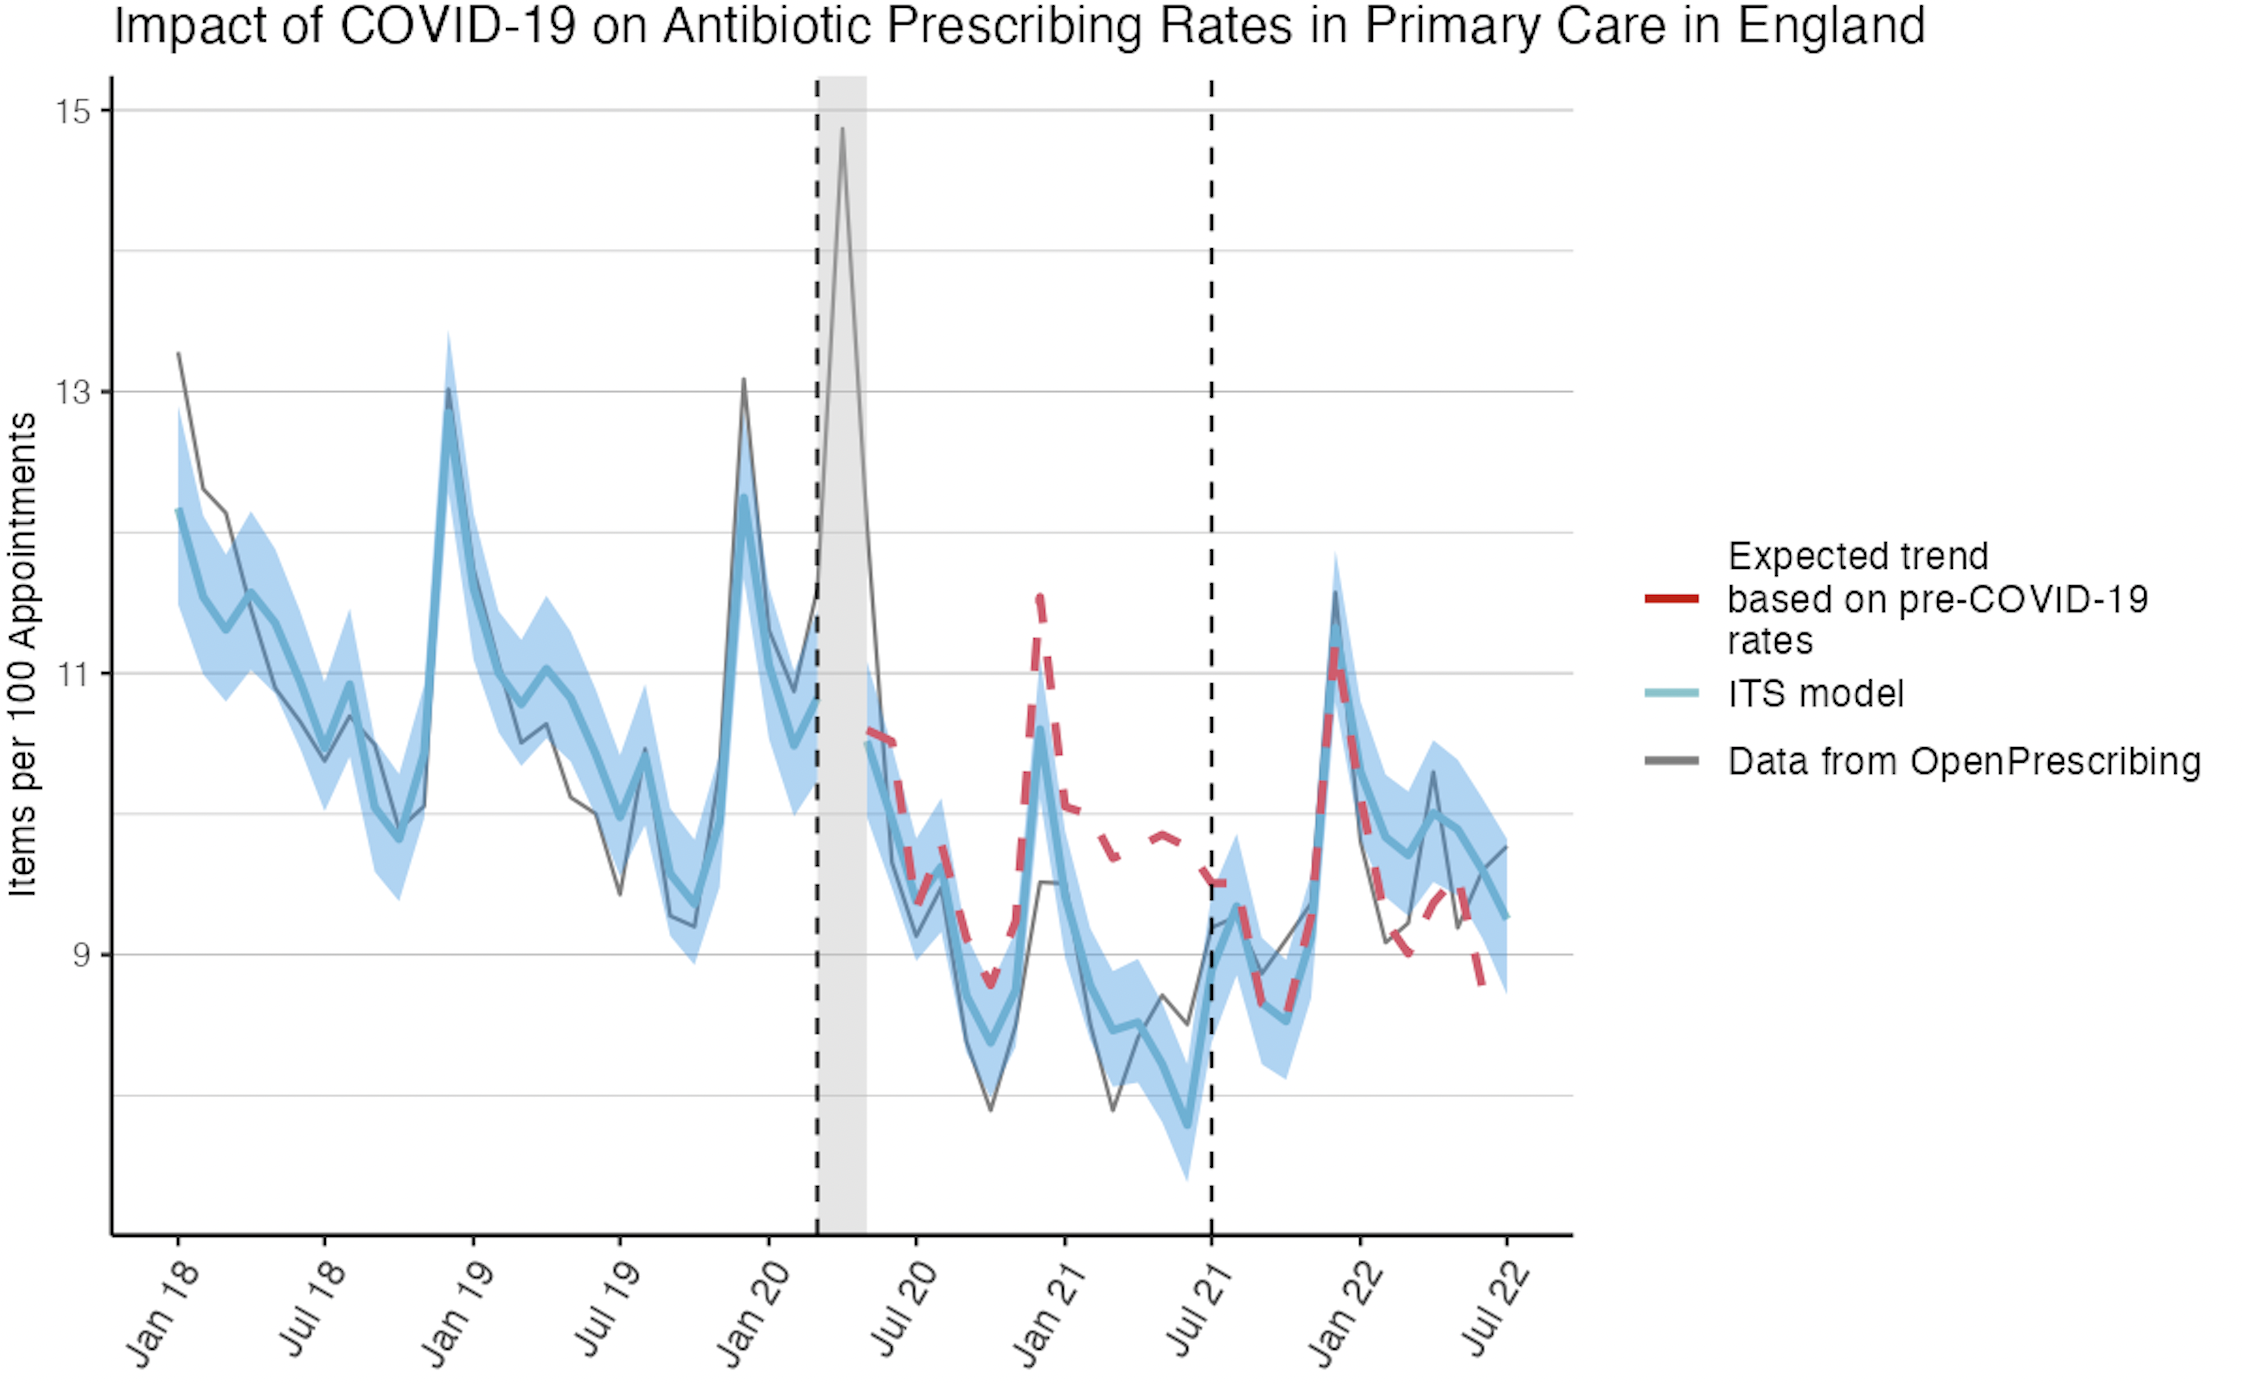 Impact of COVID-19 on Antibiotic Prescribing Rates in Primary Care in England
Items per 100 Appointments
15
13
11
9
Jan 18
Jul 18
Jan 19
Jul 19
Jan 20
Jul 20
Jan 21
Jul 21
Jan 22
Jul 22
Expected trend
based on pre-COVID-19
rates
ITS model
Data from OpenPrescribing